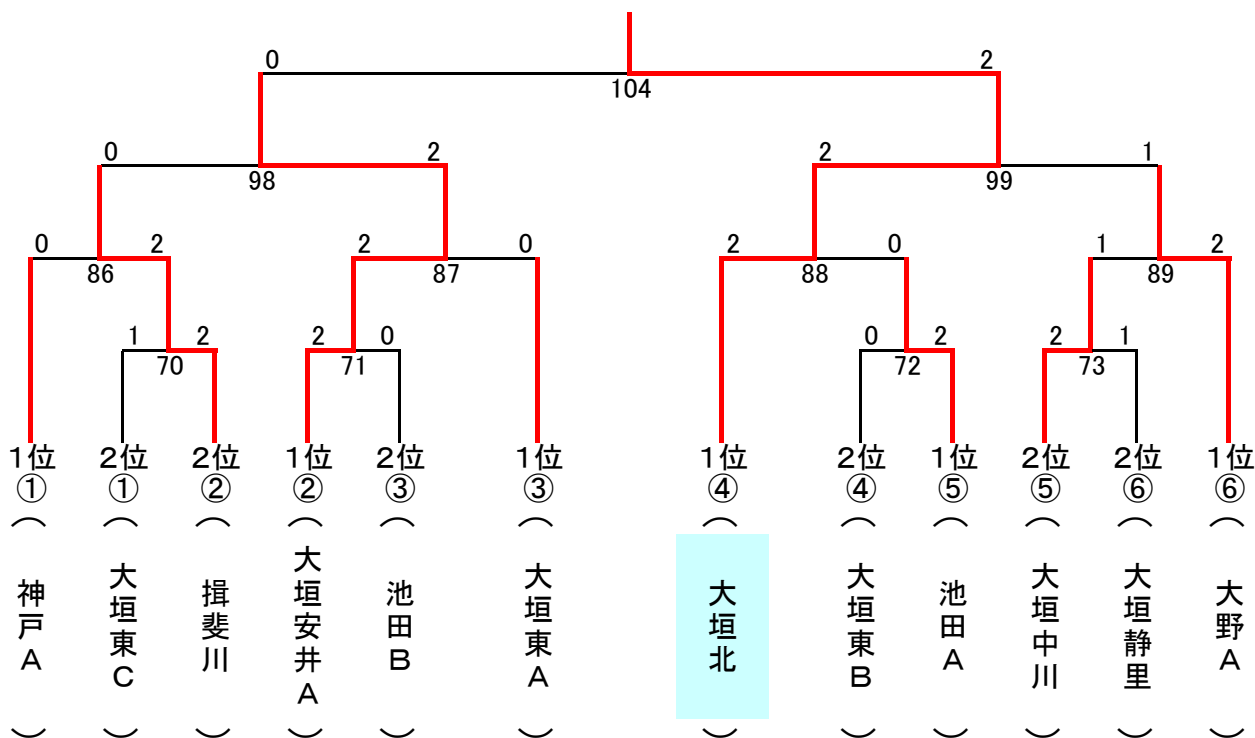 0 2
104
0 2 2 1
98 99
0 2 2 0 2 0 1 2
86 87 88 89
1 2 2 0 0 2 2 1
70 71 72 73
1位 2位 2位 1位 2位 1位 1位 2位 1位 2位 2位 1位
① ① ② ② ③ ③ ④ ④ ⑤ ⑤ ⑥ ⑥
（神戸A）
（大垣東C）
（揖斐川）
（大垣安井A）
（池田B）
（大垣東A）
（大垣北）
（大垣東B）
（池田A）
（大垣中川）
（大垣静里）
（大野A）